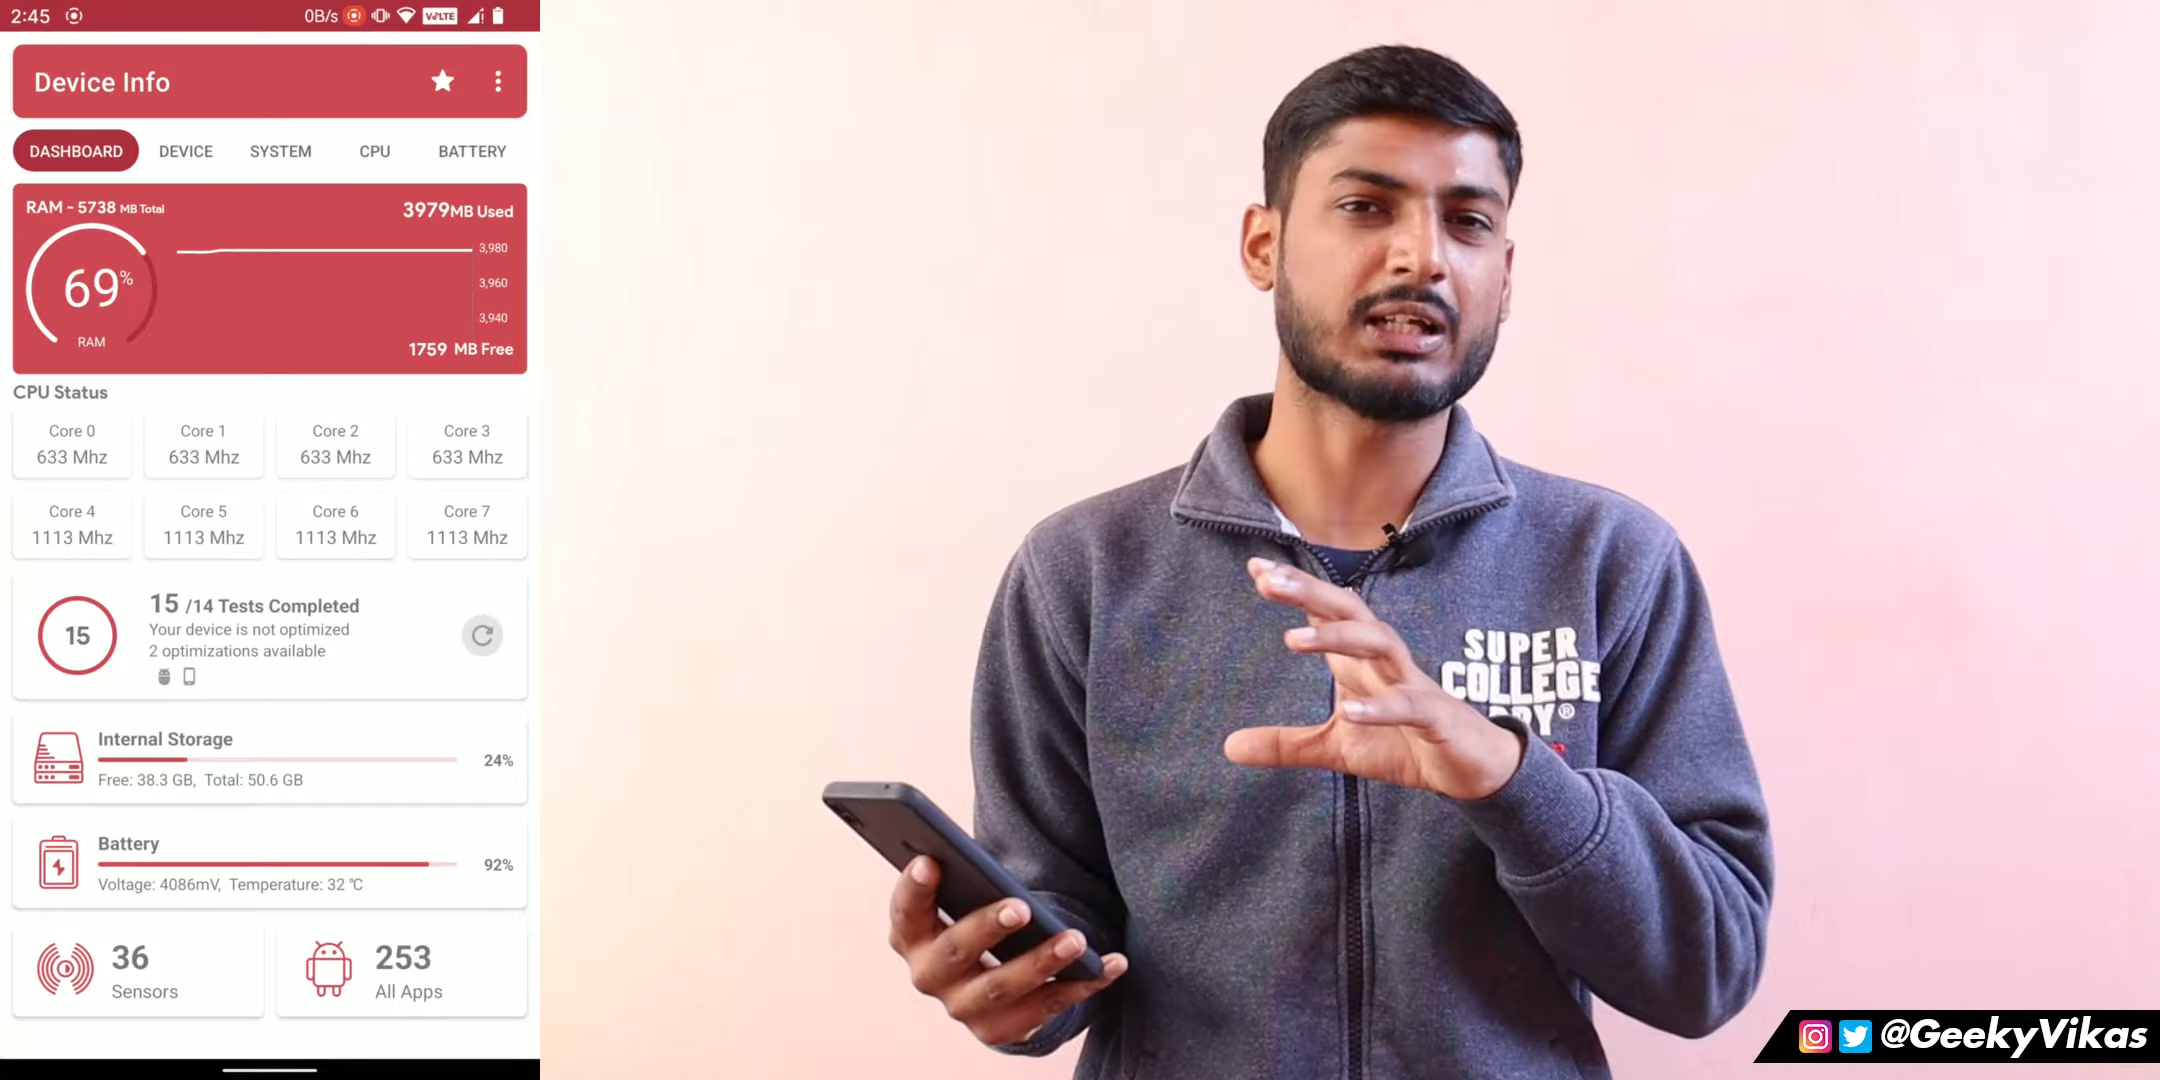 2:45
0B/s
VoLTE
Device Info
DASHBOARD DEVICE SYSTEM CPU BATTERY
RAM - 5738 MB Total
3979MB Used
3,980
69%
3,960
3,940
RAM
1759 MB Free
CPU Status
Core 0 Core 1 Core 2 Core 3
633 Mhz 633 Mhz 633 Mhz 633 Mhz
Core 4 Core 5 Core 6 Core 7
1113 Mhz 1113 Mhz 1113 Mhz 1113 Mhz
15
15 /14 Tests Completed
Your device is not optimized
2 optimizations available
Internal Storage
24%
Free: 38.3 GB, Total: 50.6 GB
Battery
92%
Voltage: 4086mV, Temperature: 32 °C
36
Sensors
253
All Apps
SUPER
COLLEGE
@GeekyVikas